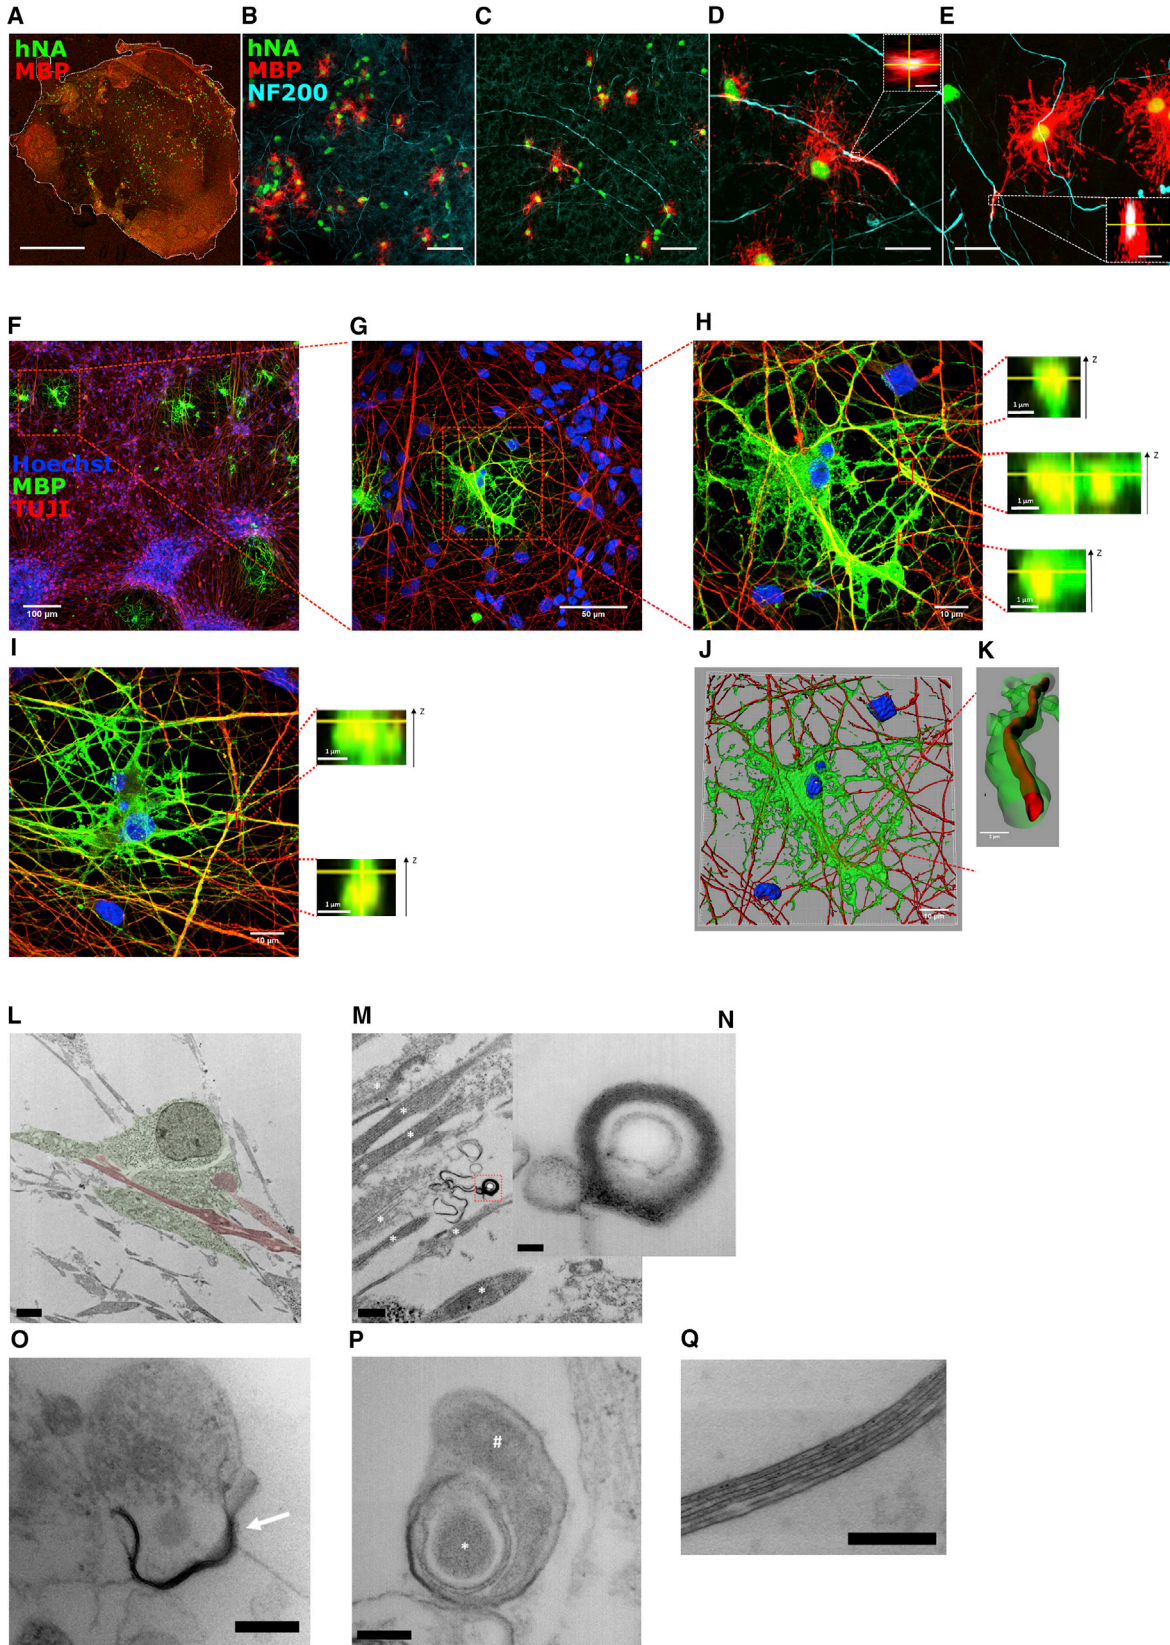 A
B
C
D
E
hNA
MBP
hNA
MBP
NF200
F
G
H
Hoechst
MBP
TUJI
100 µm
50 µm
10 µm
1 µm
Z
1 µm
Z
1 µm
Z
I
J
K
10 µm
1 µm
Z
1 µm
Z
10 µm
L
M
N
*
*
*
*
*
*
O
P
Q
#
*